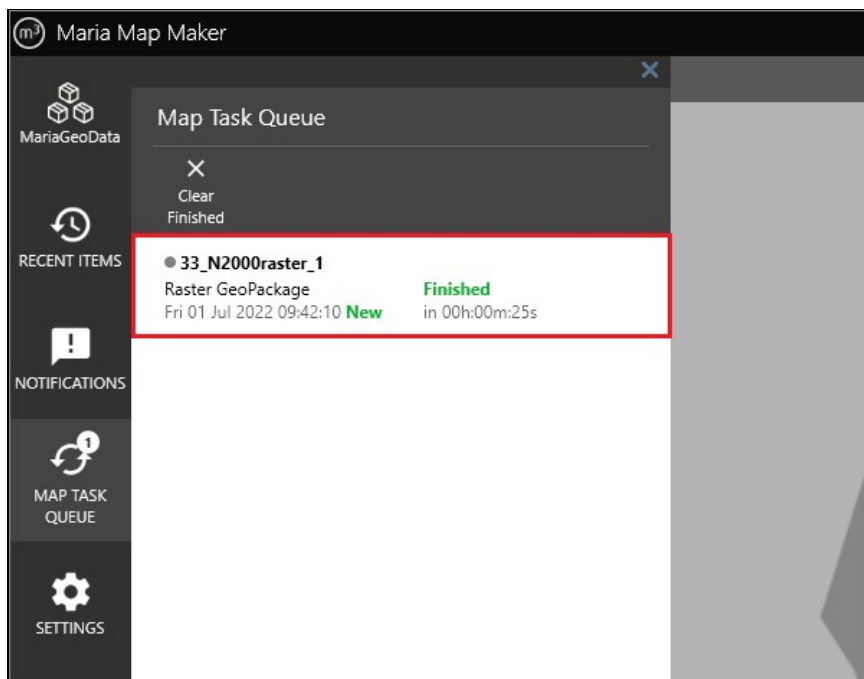 m³ Maria Map Maker
MariaGeoData
RECENT ITEMS
NOTIFICATIONS
1
MAP TASK
QUEUE
SETTINGS
Map Task Queue
Clear
Finished
33_N2000raster_1
Raster GeoPackage Finished
Fri 01 Jul 2022 09:42:10 New in 00h:00m:25s